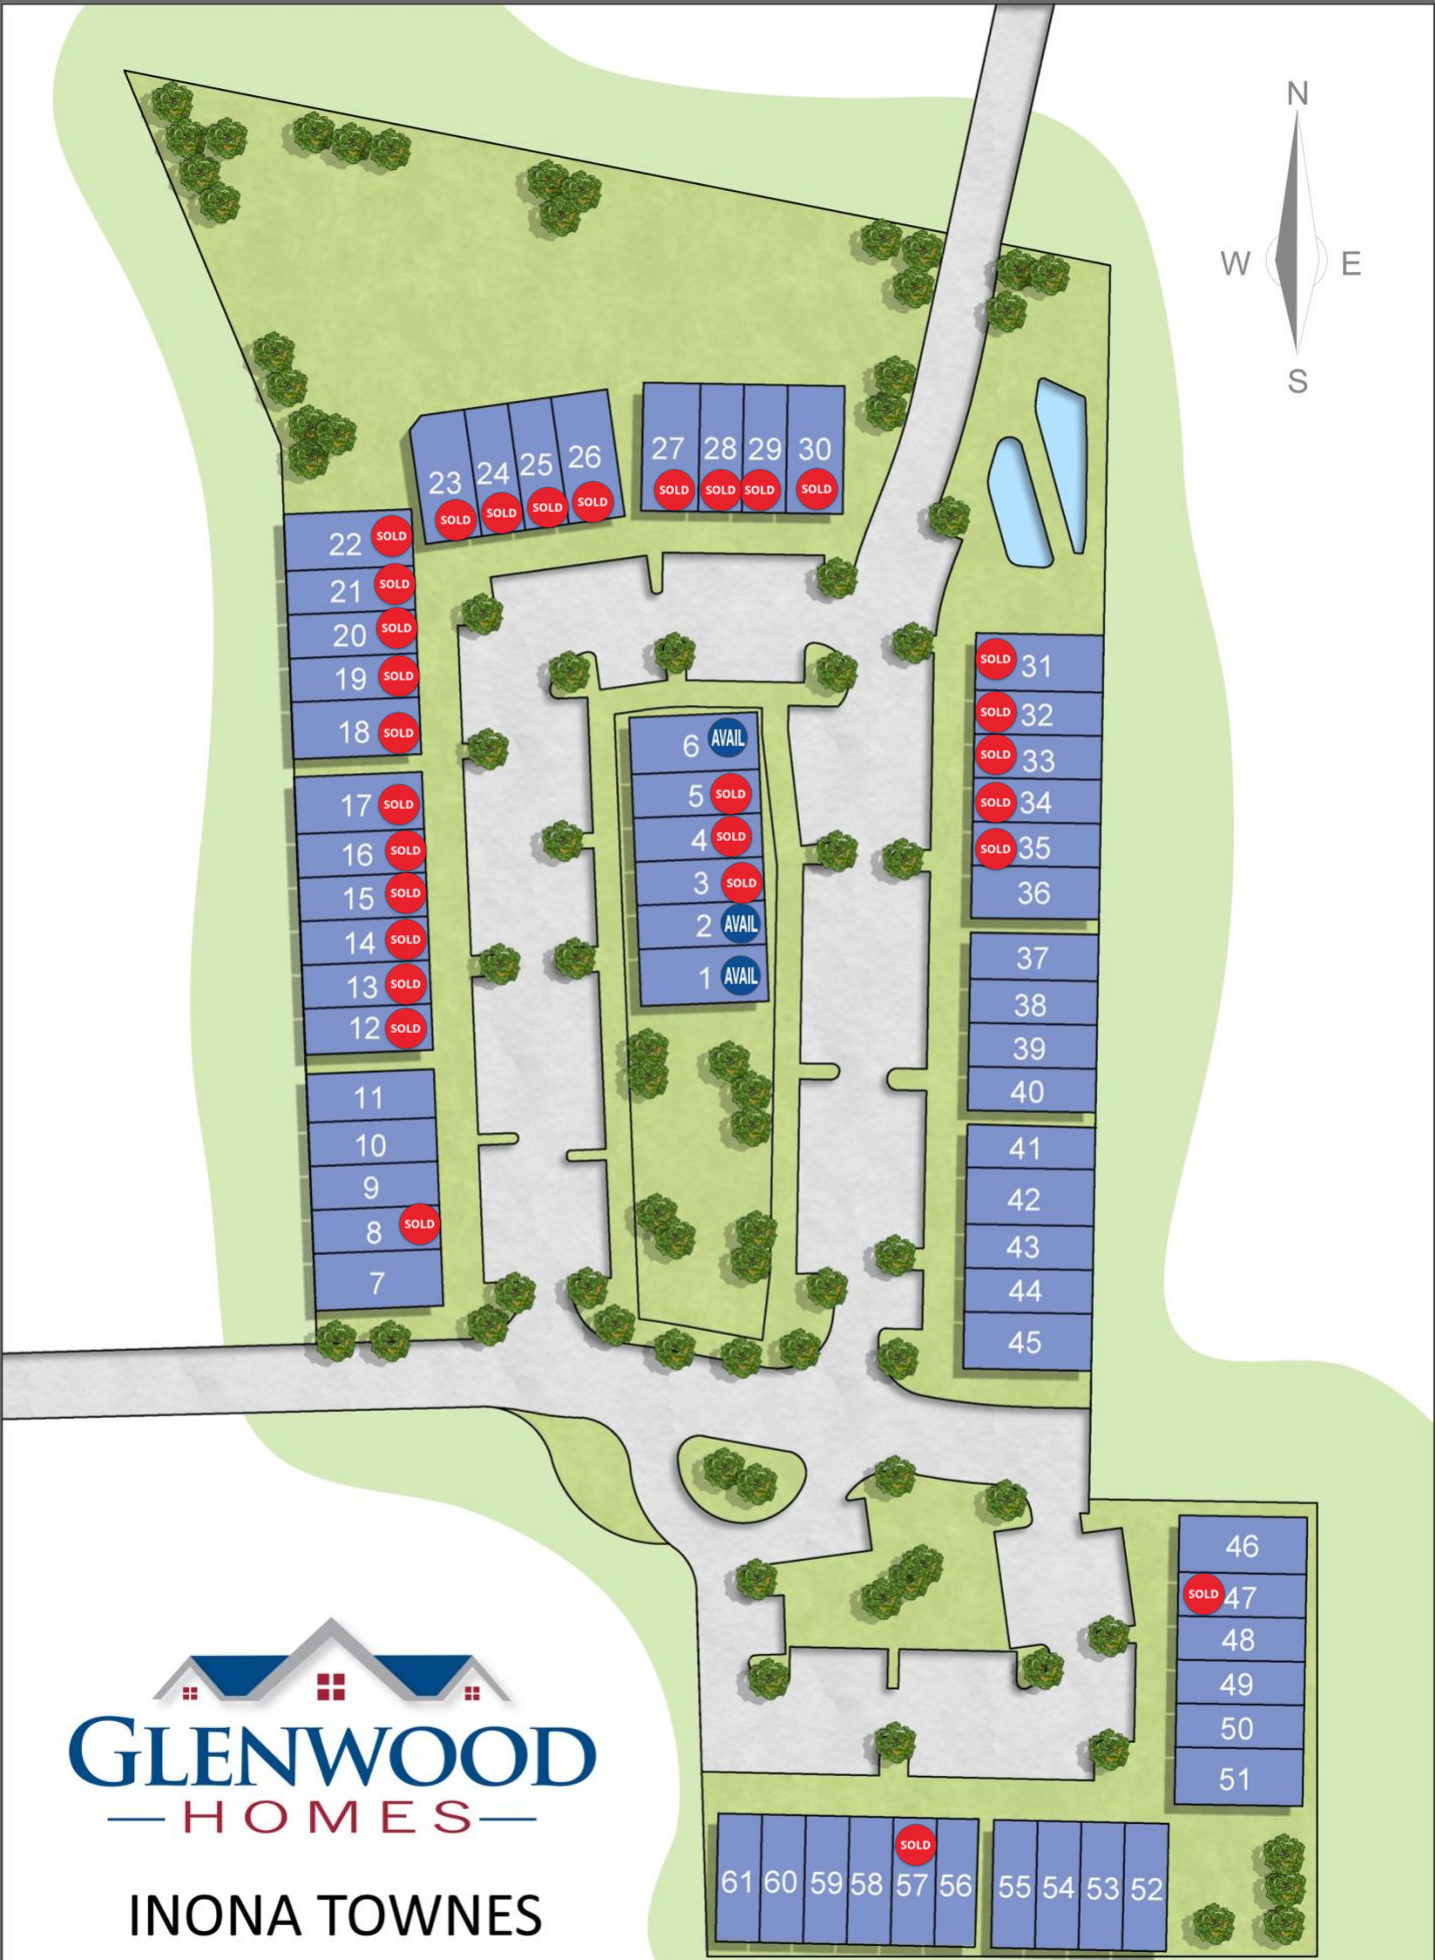 N
W E
S
27 28 29 30
SOLD SOLD SOLD SOLD
23 24 25 26
SOLD SOLD SOLD SOLD
22 SOLD
21 SOLD
20 SOLD
19 SOLD
18 SOLD
17 SOLD
16 SOLD
15 SOLD
14 SOLD
13 SOLD
12 SOLD
11
10
9
8 SOLD
7
6 AVAIL
5 SOLD
4 SOLD
3 SOLD
2 AVAIL
1 AVAIL
SOLD 31
SOLD 32
SOLD 33
SOLD 34
SOLD 35
36
37
38
39
40
41
42
43
44
45
46
SOLD 47
48
49
50
51
SOLD
61 60 59 58 57 56 55 54 53 52
GLENWOOD
HOMES
INONA TOWNES